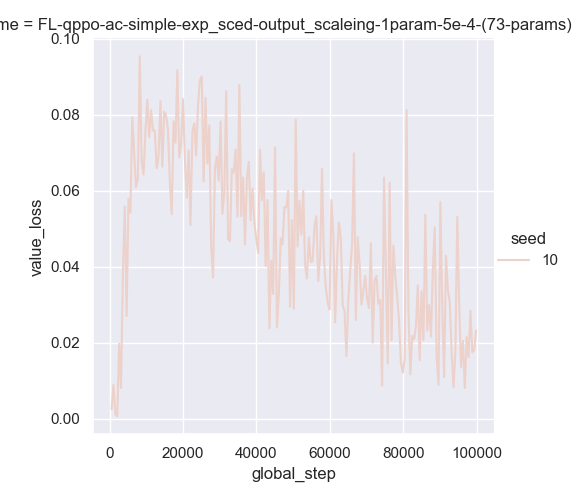 me = FL-qppo-ac-simple-exp_sced-output_scaleing-1param-5e-4-(73-params)
0.10
0.08
0.06
0.04
0.02
0.00
value_loss
0 20000 40000 60000 80000 100000
global_step
seed
10